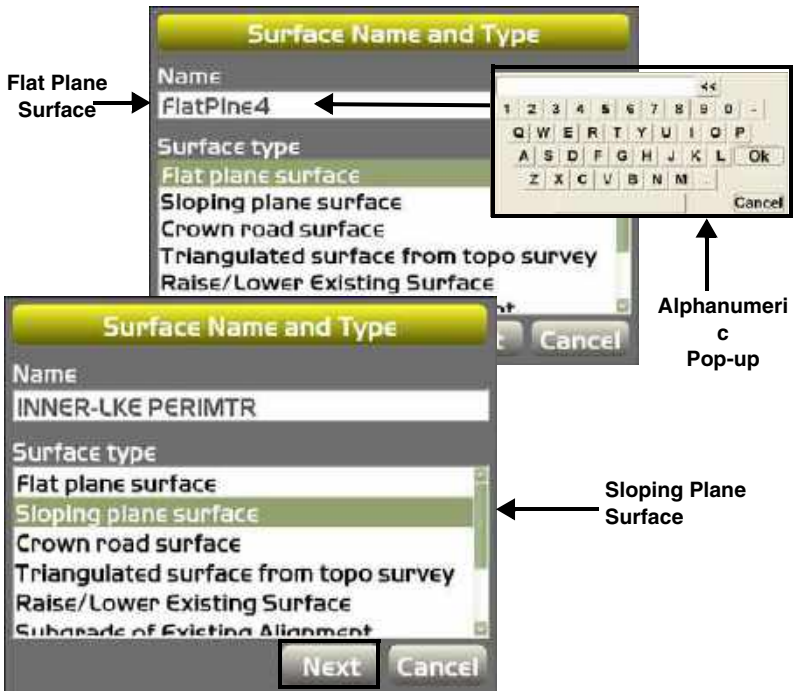 Surface Name and Type
Name
FlatPlne4
Surface type
Flat plane surface
Sloping plane surface
Crown road surface
Triangulated surface from topo survey
Raise/Lower Existing Surface
Cancel
Flat Plane
Surface
<<
1 2 3 4 5 6 7 8 9 0 -
Q W E R T Y U I O P
A S D F G H J K L Ok
Z X C V B N M .
Cancel
Alphanumeri
c
Pop-up
Surface Name and Type
Name
INNER-LKE PERIMTR
Surface type
Flat plane surface
Sloping plane surface
Crown road surface
Triangulated surface from topo survey
Raise/Lower Existing Surface
Subgrade of Existing Alignment
Next Cancel
Sloping Plane
Surface